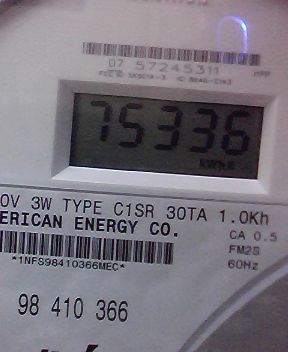 07 57245311
75336
0V 3W TYPE C1SR 30TA 1.0Kh
ERICAN ENERGY CO.
CA 0.5
FM2S
60Hz
*1NFS98410366MEC*
98 410 366